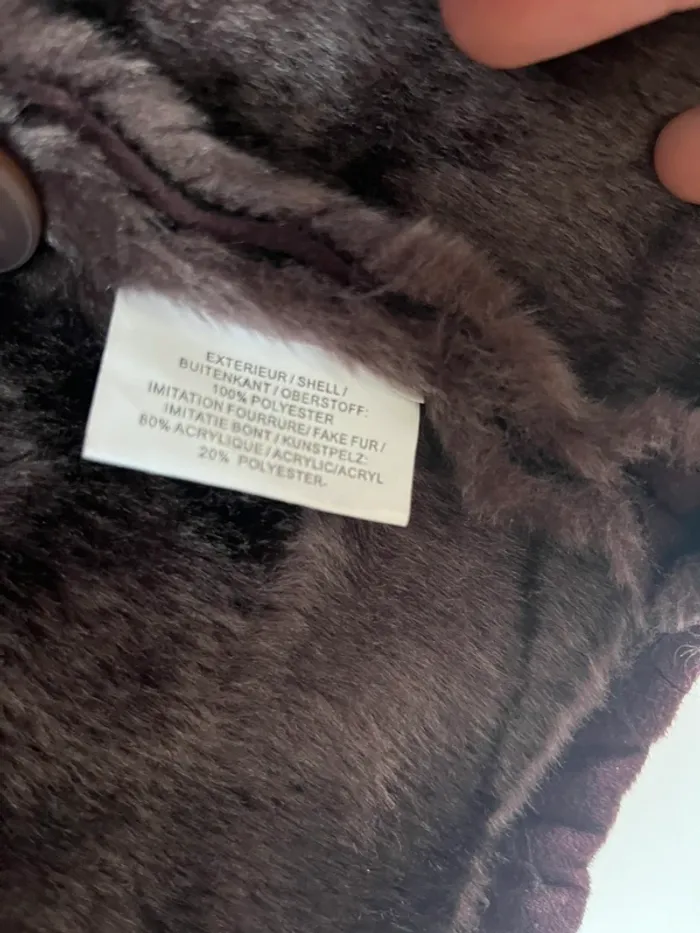 EXTERIEUR / SHELL /
BUITENKANT / OBERSTOFF:
100% POLYESTER
IMITATION FOURRURE / FAKE FUR /
IMITATIE BONT / KUNSTPELZ:
80% ACRYLIQUE / ACRYLIC / ACRYL
20% POLYESTER.